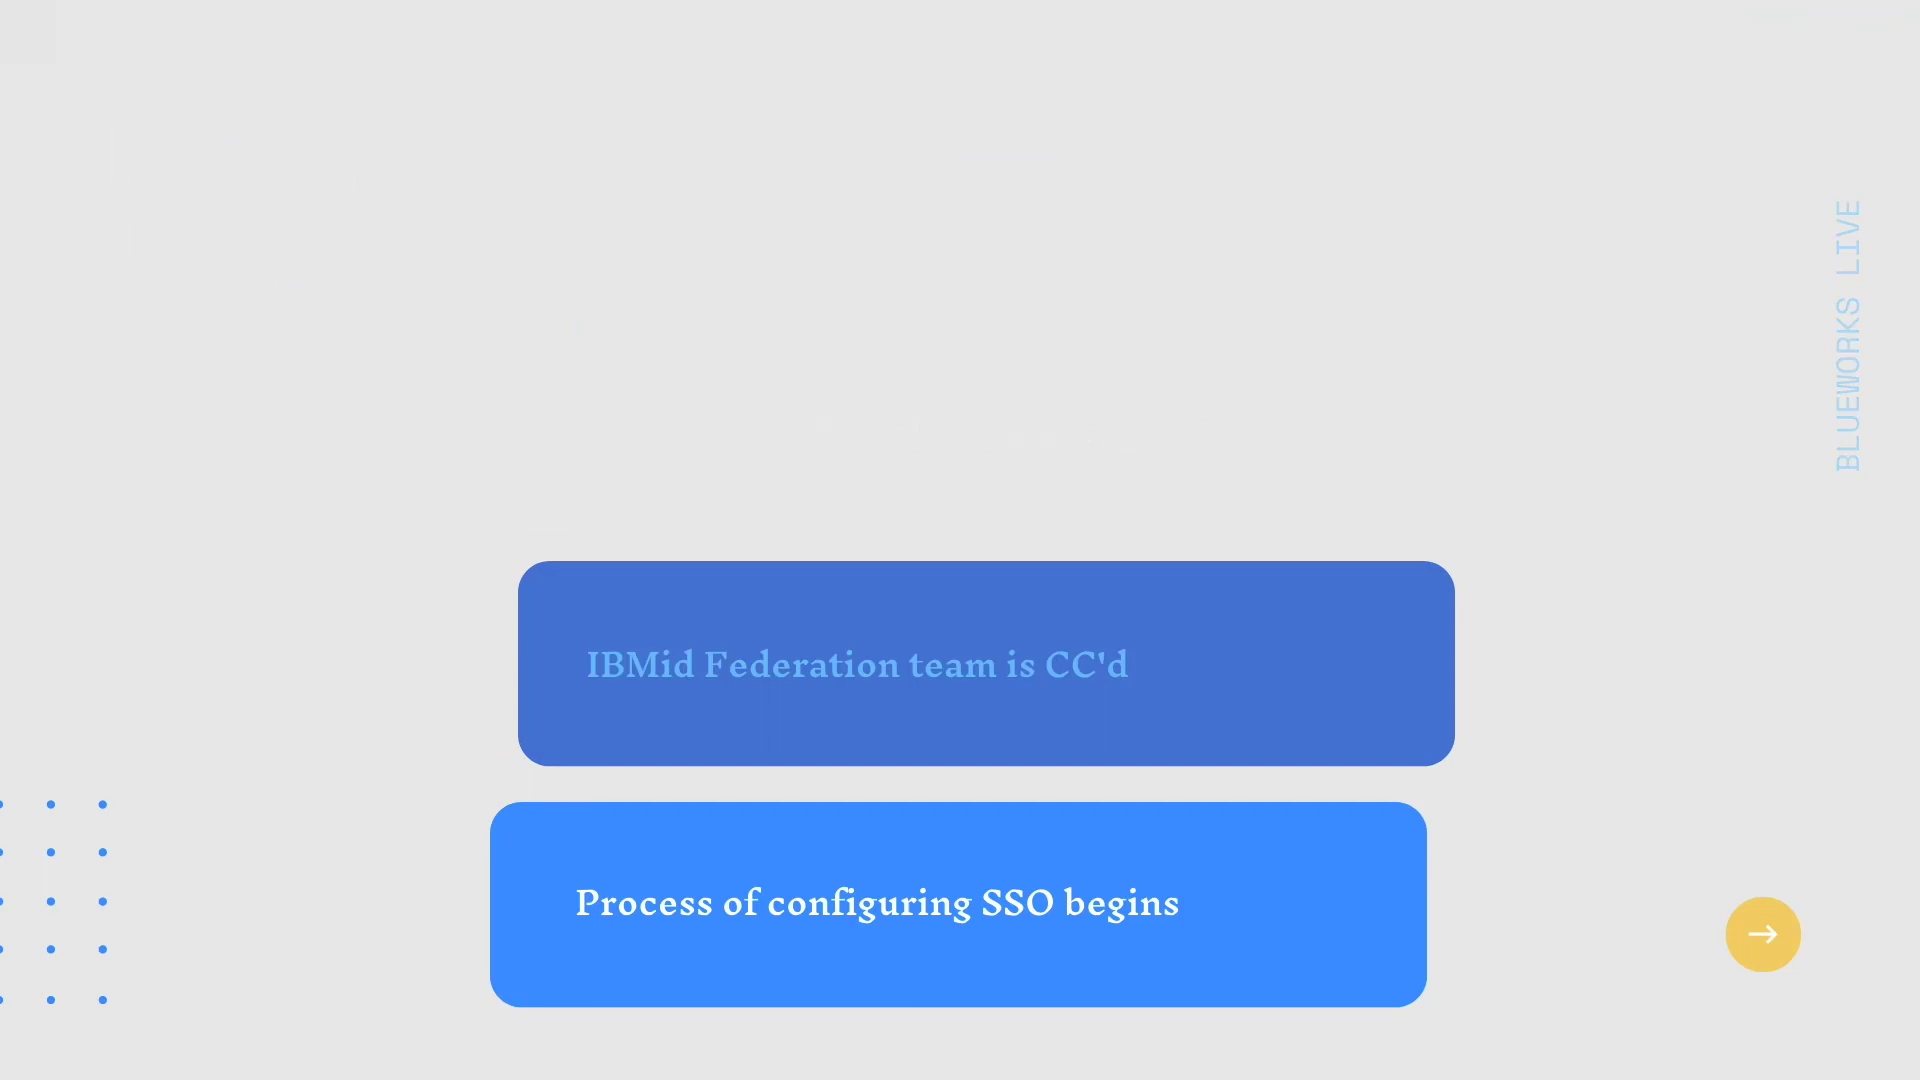 BLUEWORKS LIVE
IBMid Federation team is CC'd
Process of configuring SSO begins